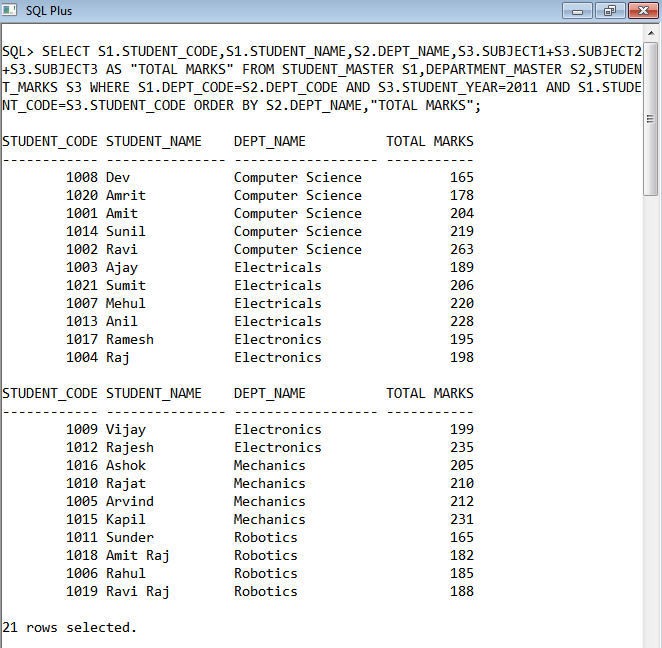 SQL Plus
SQL> SELECT S1.STUDENT_CODE,S1.STUDENT_NAME,S2.DEPT_NAME,S3.SUBJECT1+S3.SUBJECT2
+S3.SUBJECT3 AS "TOTAL MARKS" FROM STUDENT_MASTER S1,DEPARTMENT_MASTER S2,STUDEN
T_MARKS S3 WHERE S1.DEPT_CODE=S2.DEPT_CODE AND S3.STUDENT_YEAR=2011 AND S1.STUDE
NT_CODE=S3.STUDENT_CODE ORDER BY S2.DEPT_NAME,"TOTAL MARKS";
STUDENT_CODE STUDENT_NAME    DEPT_NAME          TOTAL MARKS
------------ --------------- ------------------ -----------
        1008 Dev             Computer Science           165
        1020 Amrit           Computer Science           178
        1001 Amit            Computer Science           204
        1014 Sunil           Computer Science           219
        1002 Ravi            Computer Science           263
        1003 Ajay            Electricals                189
        1021 Sumit           Electricals                206
        1007 Mehul           Electricals                220
        1013 Anil            Electricals                228
        1017 Ramesh          Electronics                195
        1004 Raj             Electronics                198
STUDENT_CODE STUDENT_NAME    DEPT_NAME          TOTAL MARKS
------------ --------------- ------------------ -----------
        1009 Vijay           Electronics                199
        1012 Rajesh          Electronics                235
        1016 Ashok           Mechanics                  205
        1010 Rajat           Mechanics                  210
        1005 Arvind          Mechanics                  212
        1015 Kapil           Mechanics                  231
        1011 Sunder          Robotics                   165
        1018 Amit Raj        Robotics                   182
        1006 Rahul           Robotics                   185
        1019 Ravi Raj        Robotics                   188
21 rows selected.